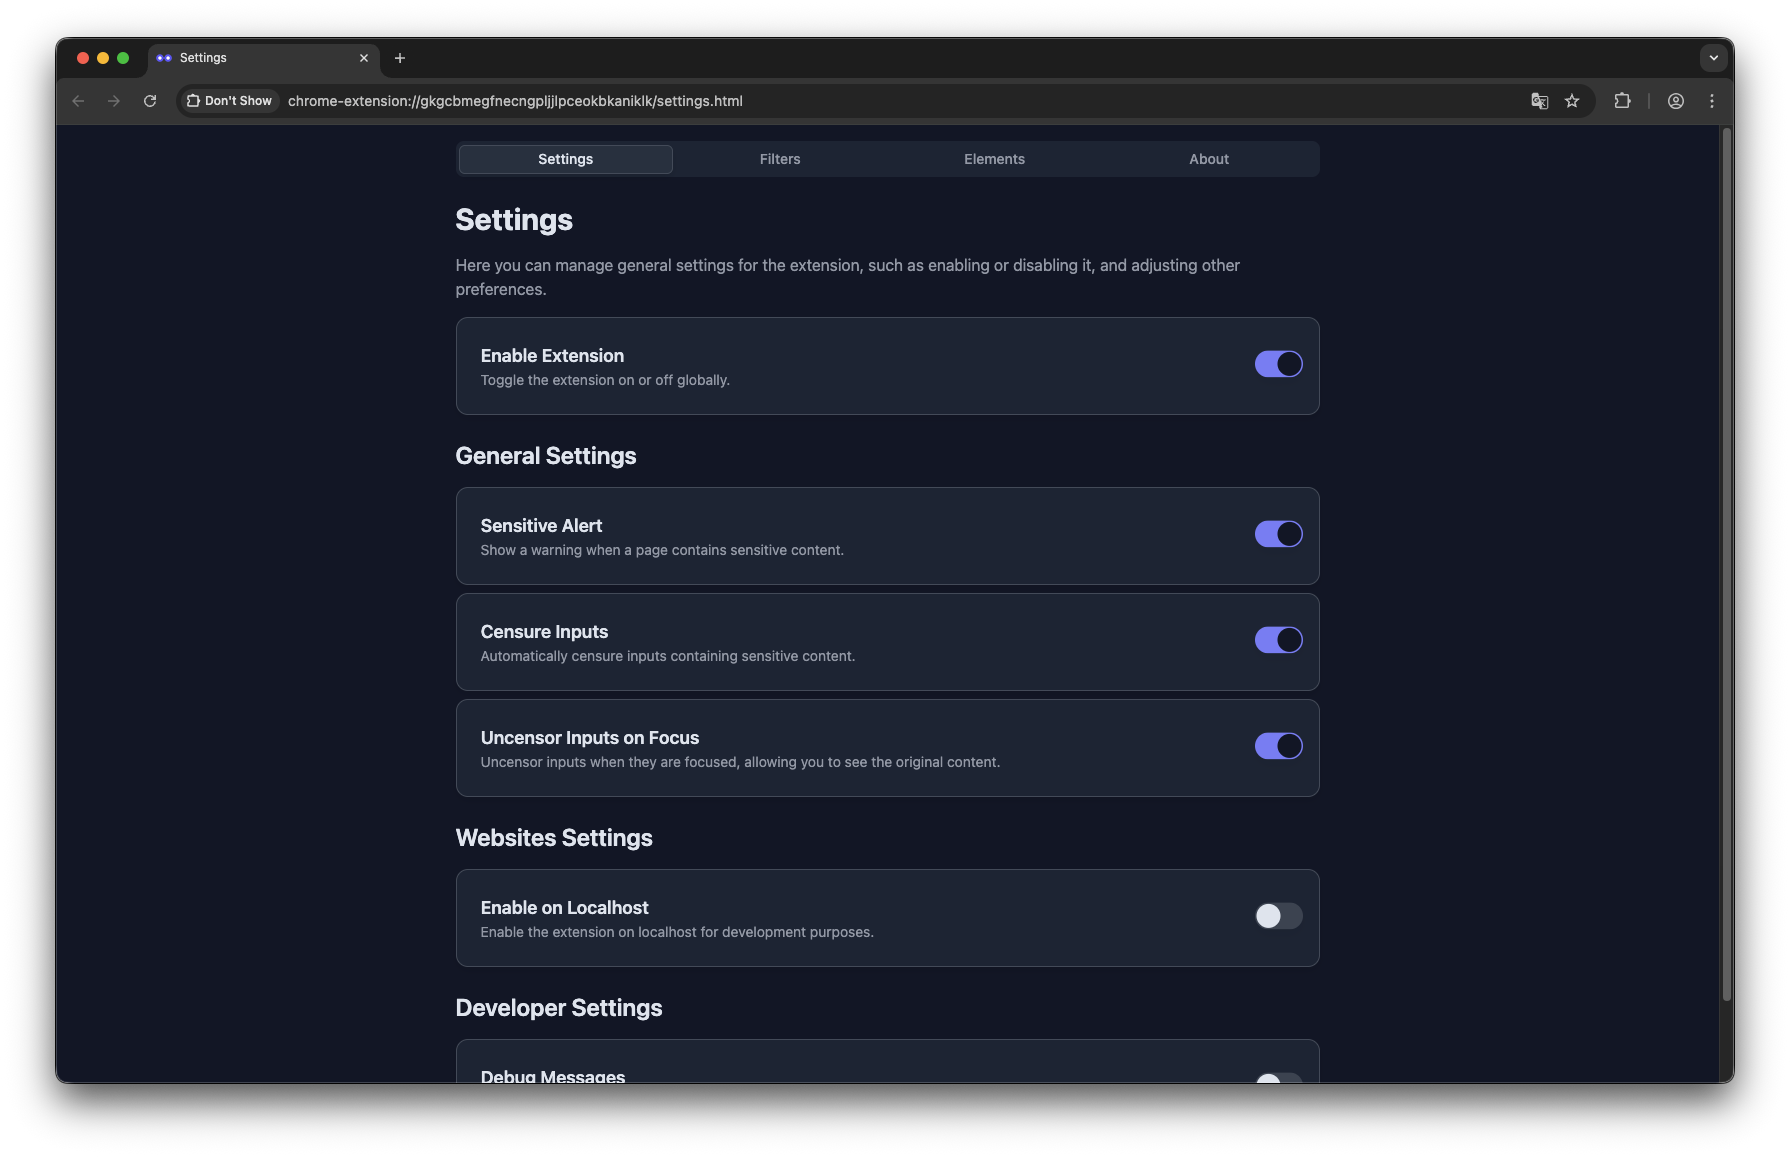 Settings
Don't Show
chrome-extension://gkgcbmegfnecngpljjlpceokbkaniklk/settings.html
Settings
Filters
Elements
About
Settings
Here you can manage general settings for the extension, such as enabling or disabling it, and adjusting other
preferences.
Enable Extension
Toggle the extension on or off globally.
General Settings
Sensitive Alert
Show a warning when a page contains sensitive content.
Censure Inputs
Automatically censure inputs containing sensitive content.
Uncensor Inputs on Focus
Uncensor inputs when they are focused, allowing you to see the original content.
Websites Settings
Enable on Localhost
Enable the extension on localhost for development purposes.
Developer Settings
Debug Messages